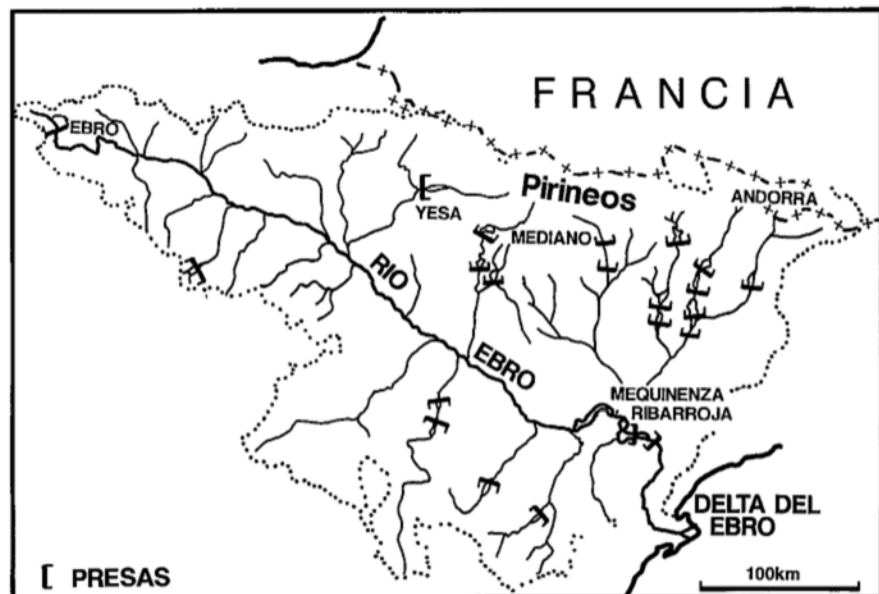 FRANCIA
EBRO
Pirineos
ANDORRA
YESA
MEDIANO
RIO
EBRO
MEQUINENZA
RIBARROJA
DELTA DEL
EBRO
PRESAS
100km